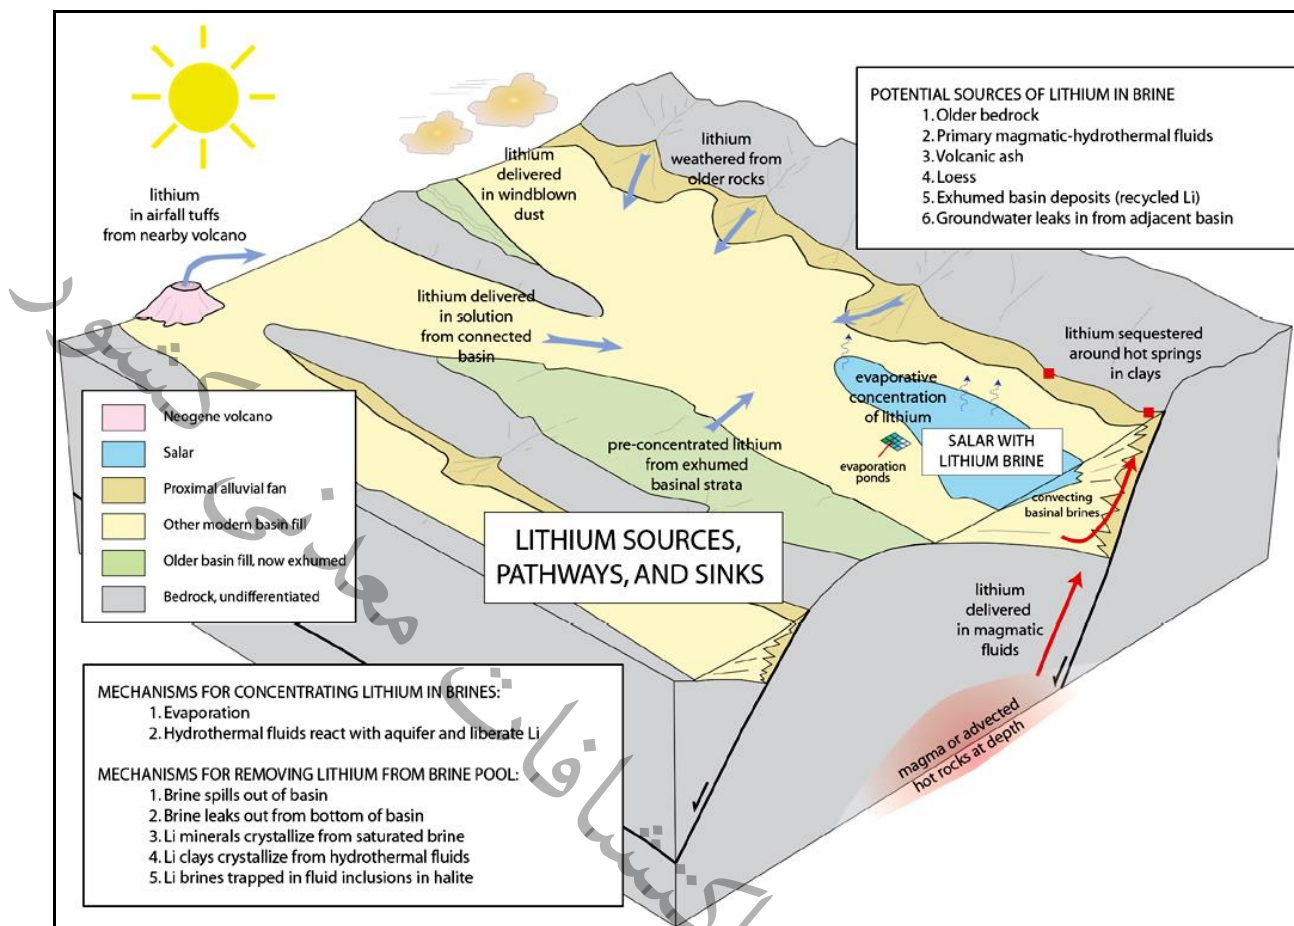 POTENTIAL SOURCES OF LITHIUM IN BRINE
1. Older bedrock
2. Primary magmatic-hydrothermal fluids
3. Volcanic ash
4. Loess
5. Exhumed basin deposits (recycled Li)
6. Groundwater leaks in from adjacent basin
lithium
in airfall tuffs
from nearby volcano
lithium
delivered
in windblown
dust
lithium
weathered from
older rocks
lithium delivered
in solution
from connected
basin
lithium sequestered
around hot springs
in clays
evaporative
concentration
of lithium
SALAR WITH
LITHIUM BRINE
evaporation
ponds
convecting
basinal brines
pre-concentrated lithium
from exhumed
basinal strata
LITHIUM SOURCES,
PATHWAYS, AND SINKS
lithium
delivered
in magmatic
fluids
magma or advected
hot rocks at depth
Neogene volcano
Salar
Proximal alluvial fan
Other modern basin fill
Older basin fill, now exhumed
Bedrock, undifferentiated
MECHANISMS FOR CONCENTRATING LITHIUM IN BRINES:
1. Evaporation
2. Hydrothermal fluids react with aquifer and liberate Li
MECHANISMS FOR REMOVING LITHIUM FROM BRINE POOL:
1. Brine spills out of basin
2. Brine leaks out from bottom of basin
3. Li minerals crystallize from saturated brine
4. Li clays crystallize from hydrothermal fluids
5. Li brines trapped in fluid inclusions in halite
اکتشافات معدنی کشور